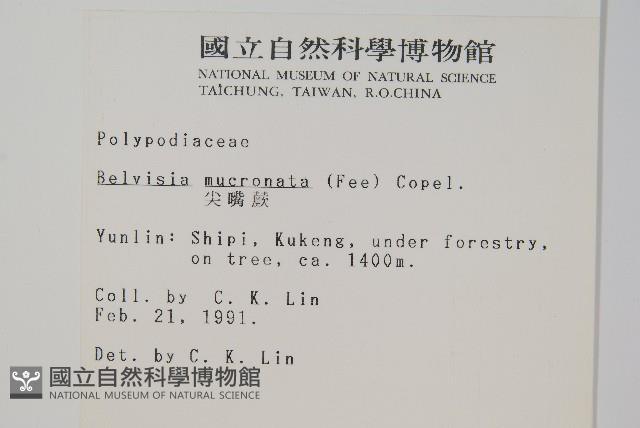 國立自然科學博物館
NATIONAL MUSEUM OF NATURAL SCIENCE
TAICHUNG, TAIWAN, R.O.CHINA
Polypodiaceae
Belvisia mucronata (Fee) Copel.
尖嘴蕨
Yunlin: Shipi, Kukeng, under forestry,
on tree, ca. 1400m.
Coll. by C. K. Lin
Feb. 21, 1991.
Det. by C. K. Lin
國立自然科學博物館
NATIONAL MUSEUM OF NATURAL SCIENCE